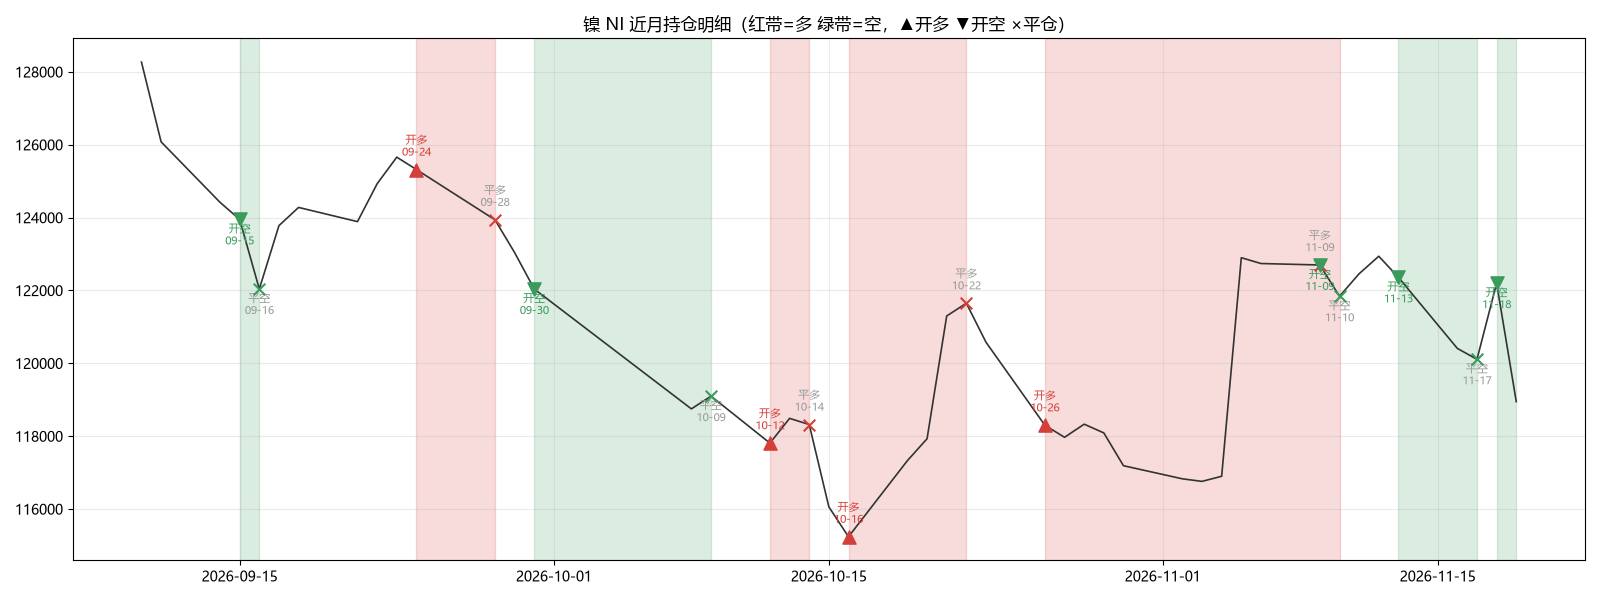 镍 NI 近月持仓明细（红带=多 绿带=空，▲开多 ▼开空 ×平仓）
128000
126000
124000
122000
120000
118000
116000
开空
09-15
平空
09-16
开多
09-24
平多
09-28
开空
09-30
平空
10-09
开多
10-12
平多
10-14
开多
10-16
平多
10-22
开多
10-26
平多
11-09
开空
11-09
平空
11-10
开空
11-13
平空
11-17
开空
11-18
2026-09-15
2026-10-01
2026-10-15
2026-11-01
2026-11-15